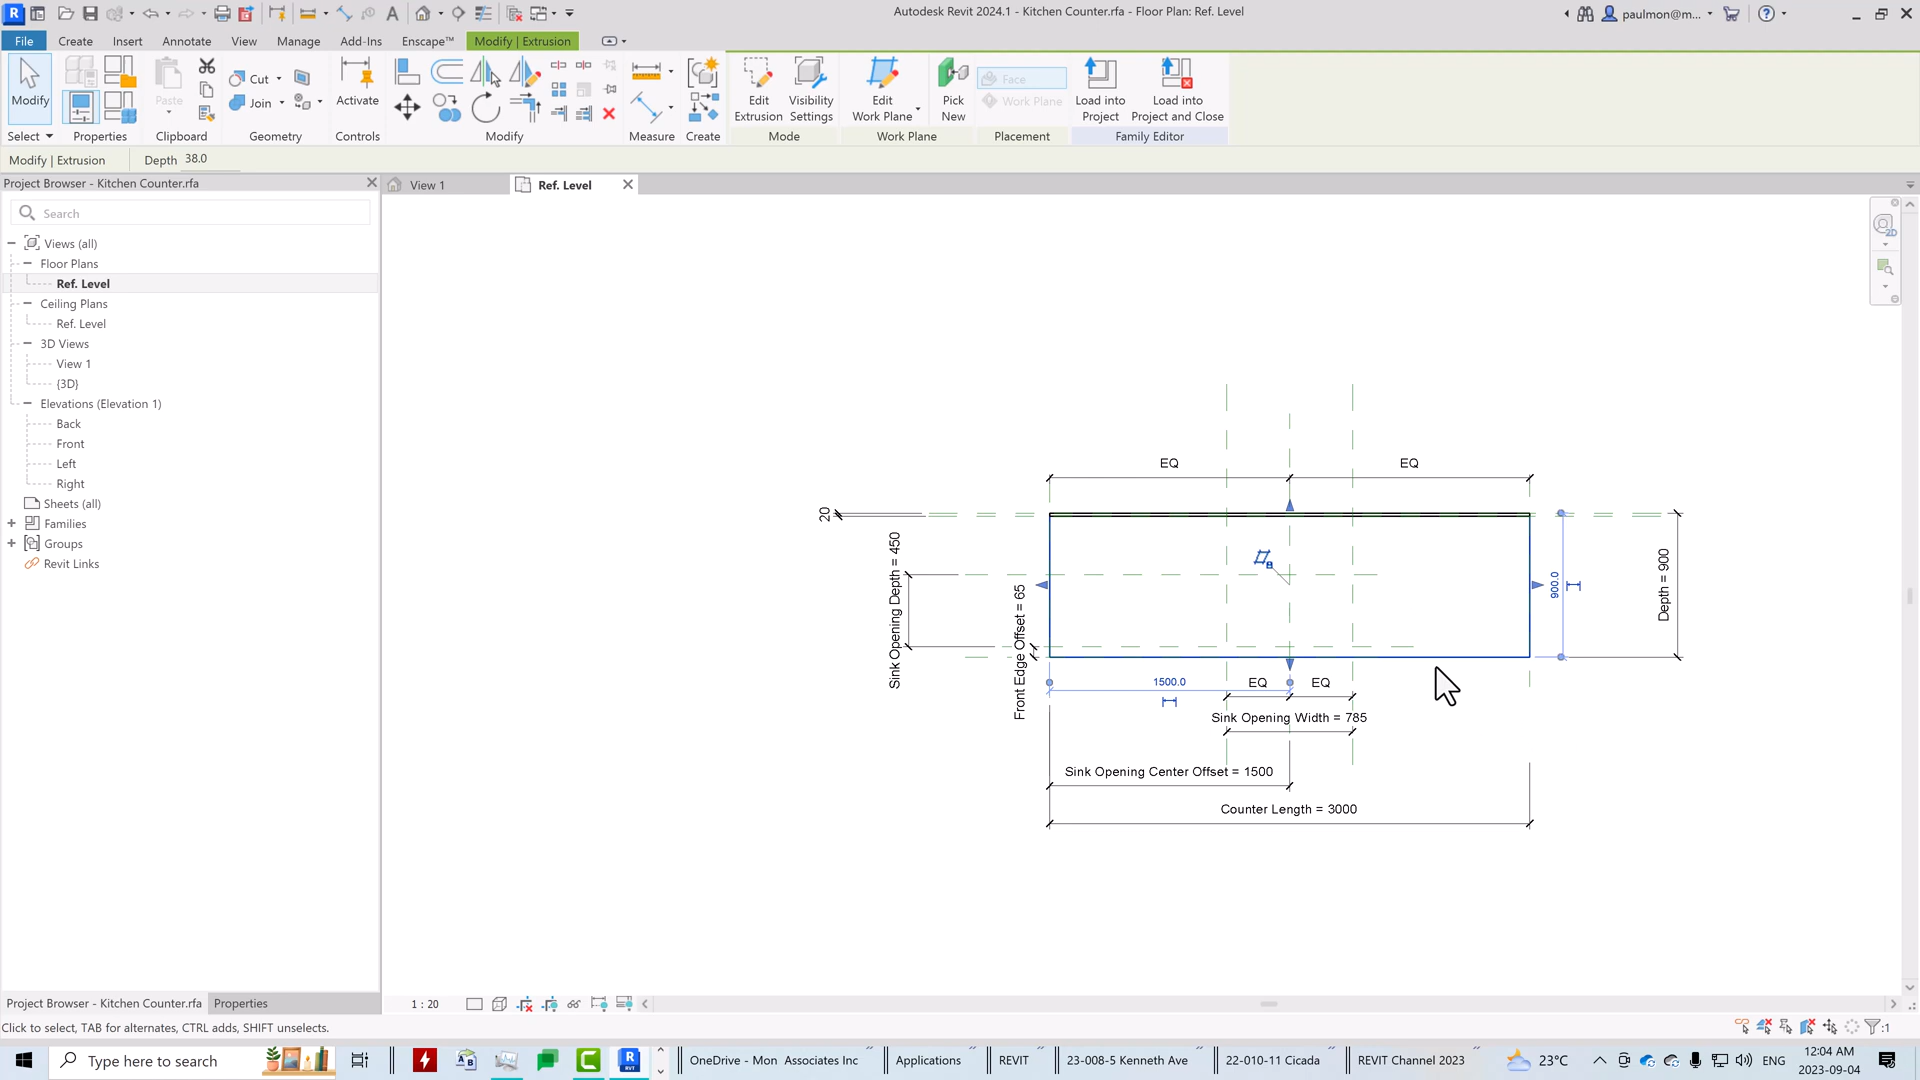 Autodesk Revit 2024.1 - Kitchen Counter.rfa - Floor Plan: Ref. Level
paulmon@m...
File Create Insert Annotate View Manage Add-Ins Enscape™ Modify | Extrusion
Modify
Paste
Cut
Join
Activate
Edit Extrusion
Visibility Settings
Edit Work Plane
Pick New
Face
Work Plane
Load into Project
Load into Project and Close
Select Properties Clipboard Geometry Controls Modify Measure Create Mode Work Plane Placement Family Editor
Modify | Extrusion Depth 38.0
Project Browser - Kitchen Counter.rfa
View 1
Ref. Level
Search
Views (all)
Floor Plans
Ref. Level
Ceiling Plans
Ref. Level
3D Views
View 1
{3D}
Elevations (Elevation 1)
Back
Front
Left
Right
Sheets (all)
Families
Groups
Revit Links
2D
EQ EQ
20
Sink Opening Depth = 450
Front Edge Offset = 65
900.0
Depth = 900
1500.0 EQ EQ
Sink Opening Width = 785
Sink Opening Center Offset = 1500
Counter Length = 3000
Project Browser - Kitchen Counter.rfa Properties
1 : 20
Click to select, TAB for alternates, CTRL adds, SHIFT unselects.
:1
Type here to search
OneDrive - Mon Associates Inc
Applications
REVIT
23-008-5 Kenneth Ave
22-010-11 Cicada
REVIT Channel 2023
23°C
ENG
12:04 AM
2023-09-04